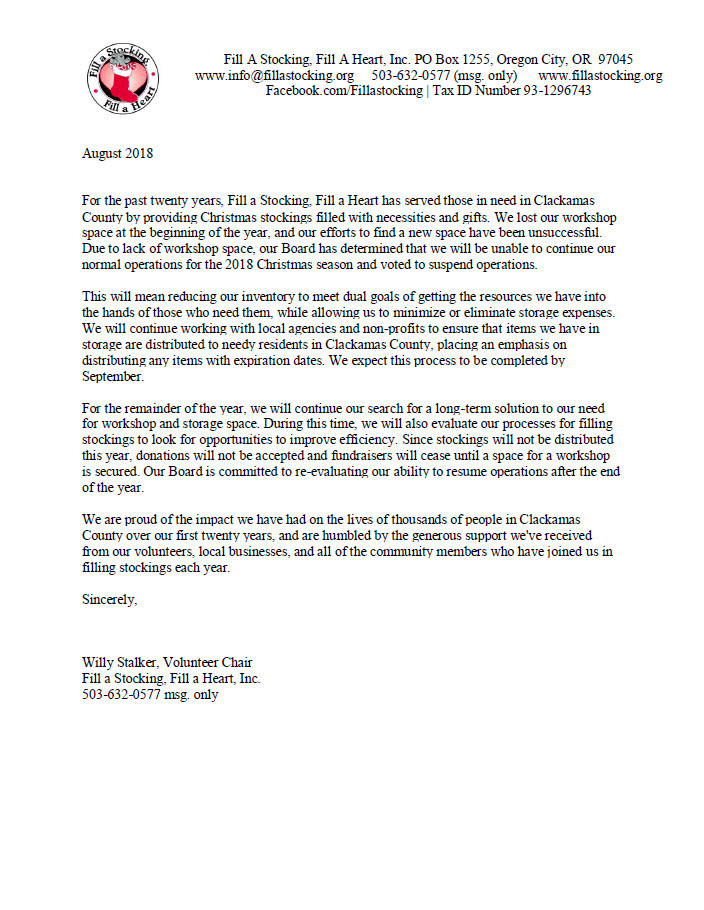 Fill a Stocking
Fill a Heart
Fill A Stocking, Fill A Heart, Inc. PO Box 1255, Oregon City, OR 97045
www.info@fillastocking.org 503-632-0577 (msg. only) www.fillastocking.org
Facebook.com/Fillastocking | Tax ID Number 93-1296743
August 2018
For the past twenty years, Fill a Stocking, Fill a Heart has served those in need in Clackamas
County by providing Christmas stockings filled with necessities and gifts. We lost our workshop
space at the beginning of the year, and our efforts to find a new space have been unsuccessful.
Due to lack of workshop space, our Board has determined that we will be unable to continue our
normal operations for the 2018 Christmas season and voted to suspend operations.
This will mean reducing our inventory to meet dual goals of getting the resources we have into
the hands of those who need them, while allowing us to minimize or eliminate storage expenses.
We will continue working with local agencies and non-profits to ensure that items we have in
storage are distributed to needy residents in Clackamas County, placing an emphasis on
distributing any items with expiration dates. We expect this process to be completed by
September.
For the remainder of the year, we will continue our search for a long-term solution to our need
for workshop and storage space. During this time, we will also evaluate our processes for filling
stockings to look for opportunities to improve efficiency. Since stockings will not be distributed
this year, donations will not be accepted and fundraisers will cease until a space for a workshop
is secured. Our Board is committed to re-evaluating our ability to resume operations after the end
of the year.
We are proud of the impact we have had on the lives of thousands of people in Clackamas
County over our first twenty years, and are humbled by the generous support we've received
from our volunteers, local businesses, and all of the community members who have joined us in
filling stockings each year.
Sincerely,
Willy Stalker, Volunteer Chair
Fill a Stocking, Fill a Heart, Inc.
503-632-0577 msg. only